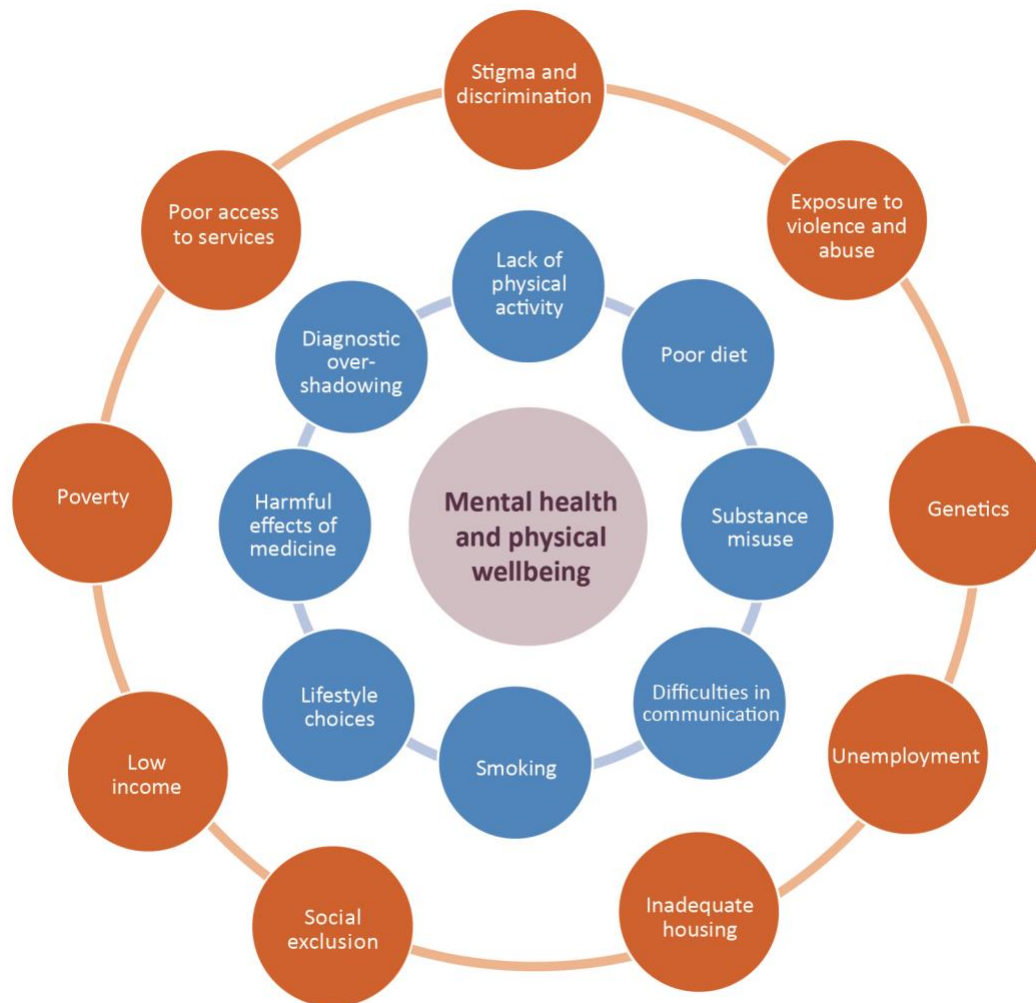 Stigma and
discrimination
Exposure to
violence and
abuse
Genetics
Unemployment
Inadequate
housing
Social
exclusion
Low
income
Poverty
Poor access
to services
Lack of
physical
activity
Poor diet
Substance
misuse
Difficulties in
communication
Smoking
Lifestyle
choices
Harmful
effects of
medicine
Diagnostic
over-
shadowing
Mental health
and physical
wellbeing